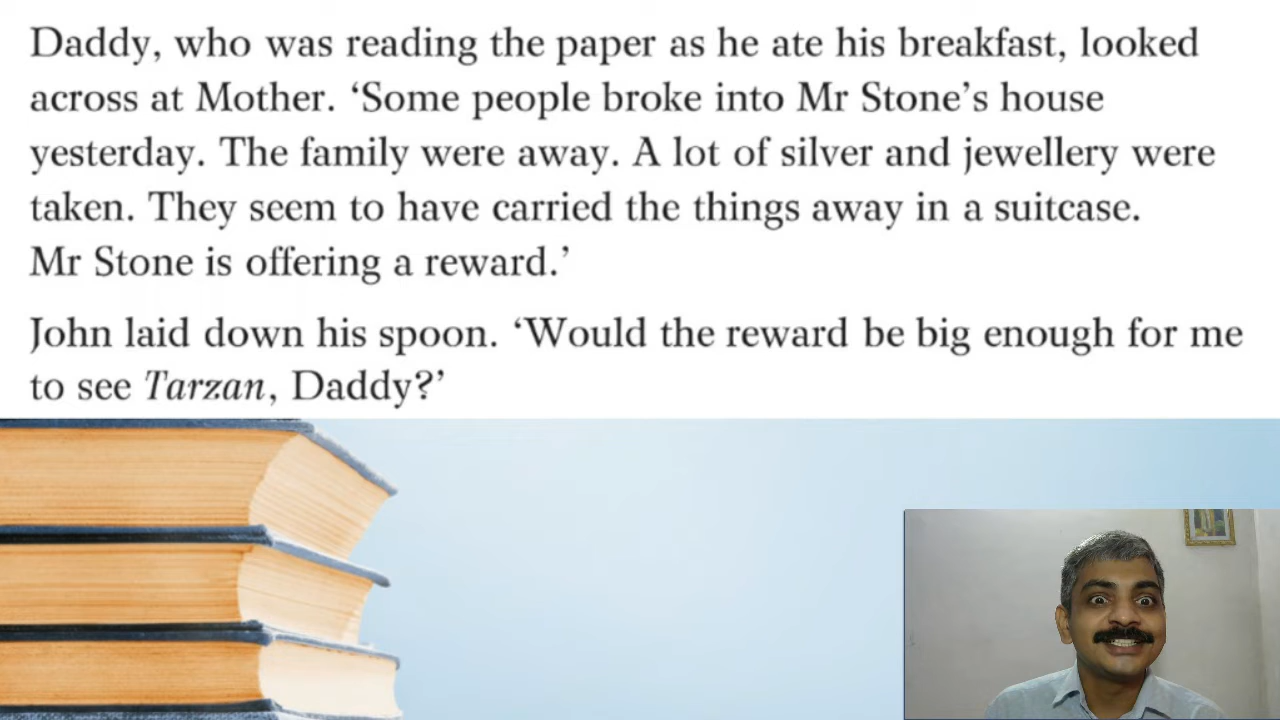 Daddy, who was reading the paper as he ate his breakfast, looked
across at Mother. ‘Some people broke into Mr Stone’s house
yesterday. The family were away. A lot of silver and jewellery were
taken. They seem to have carried the things away in a suitcase.
Mr Stone is offering a reward.’
John laid down his spoon. ‘Would the reward be big enough for me
to see Tarzan, Daddy?’